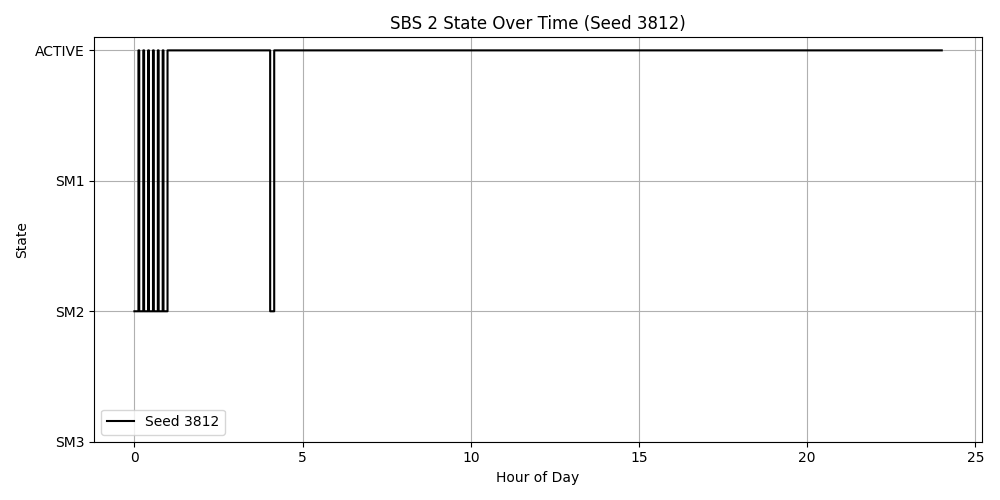 SBS 2 State Over Time (Seed 3812)
ACTIVE
SM1
SM2
SM3
State
Seed 3812
0 5 10 15 20 25
Hour of Day